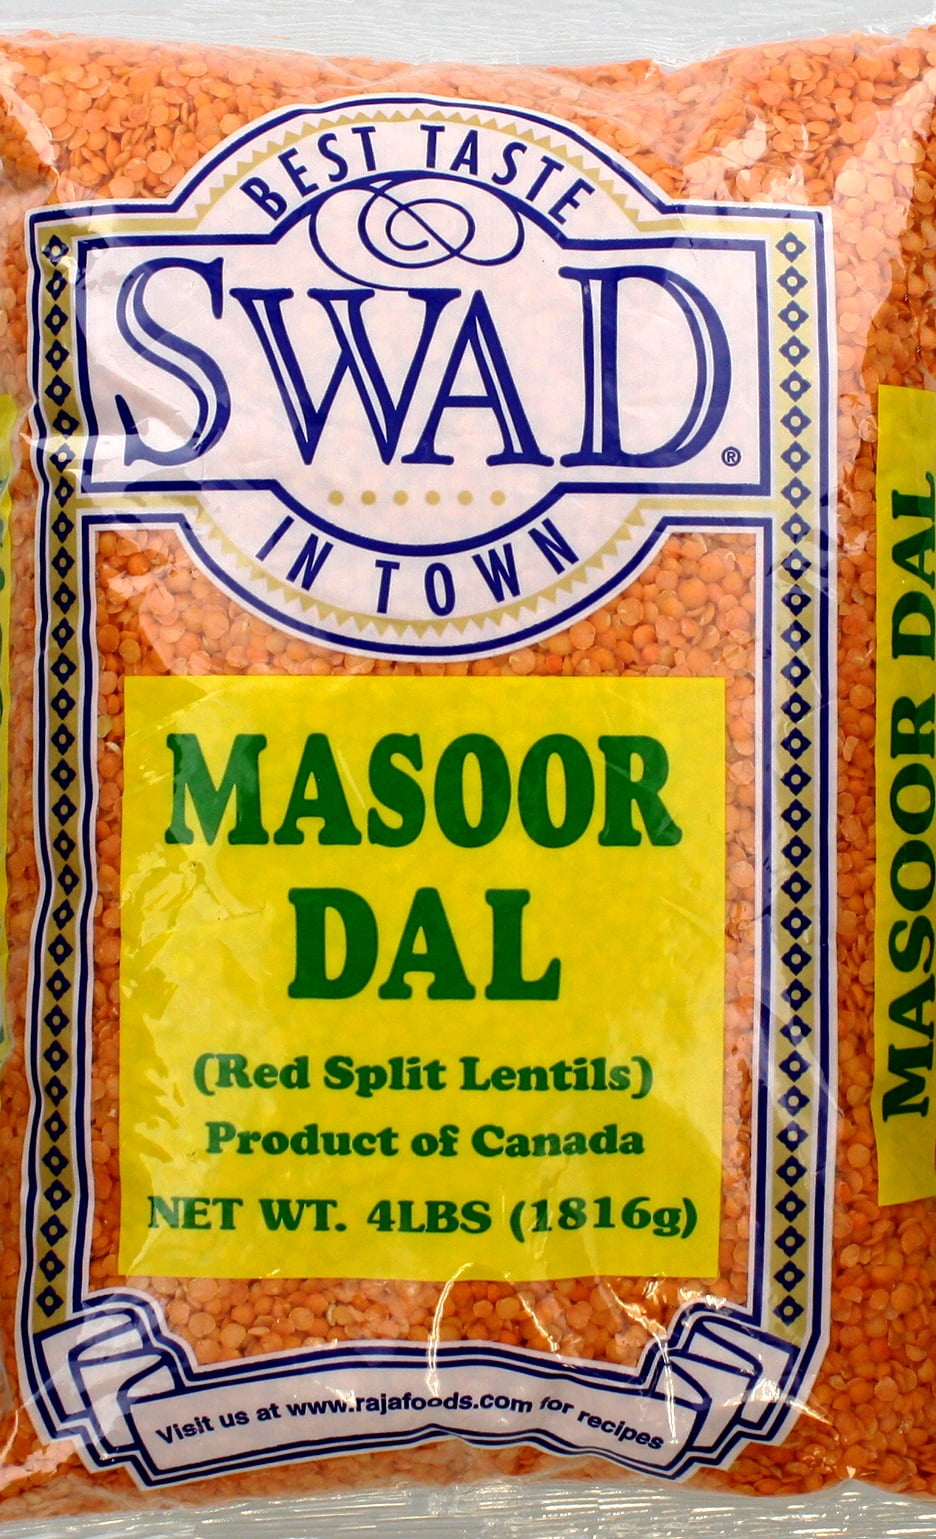 BEST TASTE
SWAD®
IN TOWN
MASOOR
DAL
(Red Split Lentils)
Product of Canada
NET WT. 4LBS (1816g)
Visit us at www.rajafoods.com for recipes
MASOOR DAL